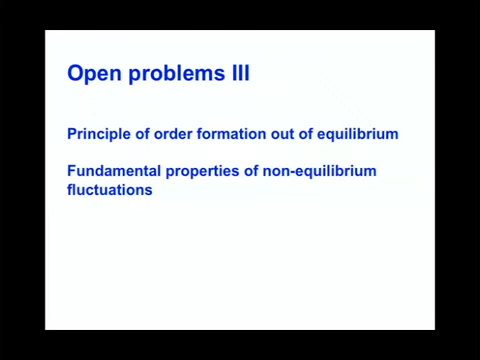 Open problems III
Principle of order formation out of equilibrium
Fundamental properties of non-equilibrium
fluctuations